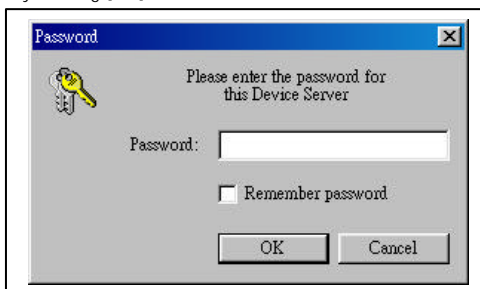 Password
Please enter the password for
this Device Server
Password:
Remember password
OK Cancel